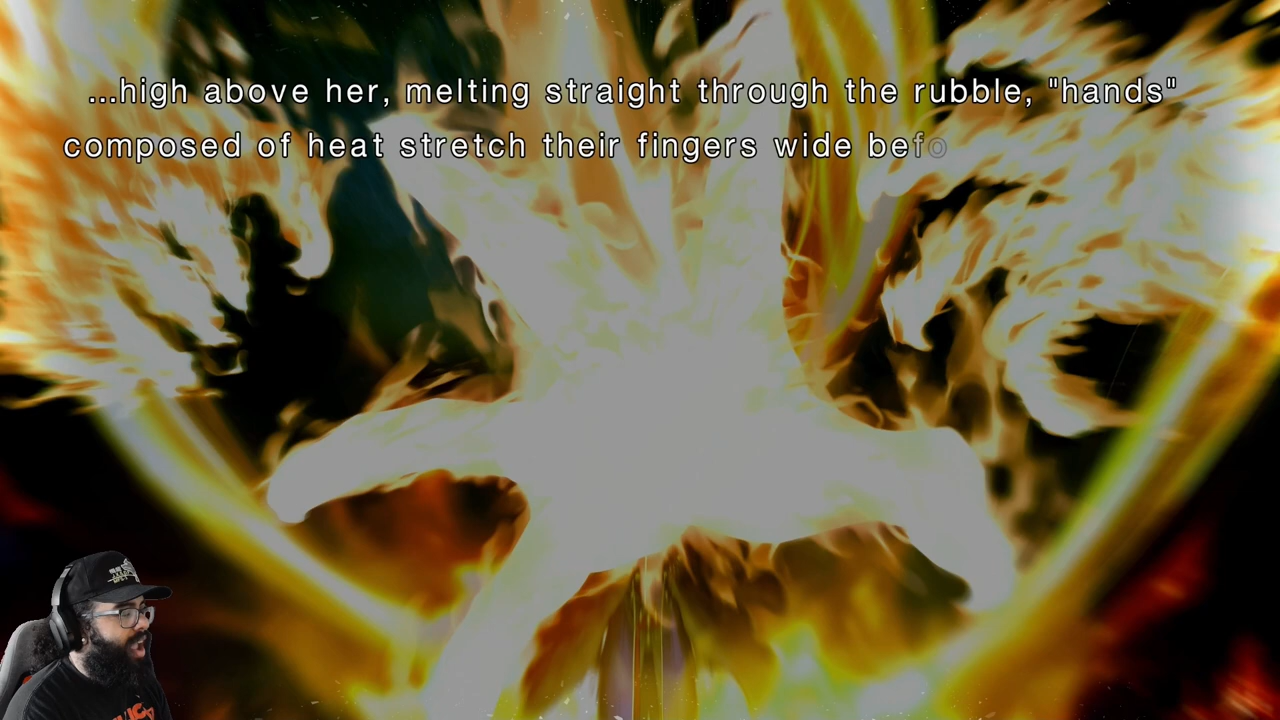 ...high above her, melting straight through the rubble, "hands"
composed of heat stretch their fingers wide befo